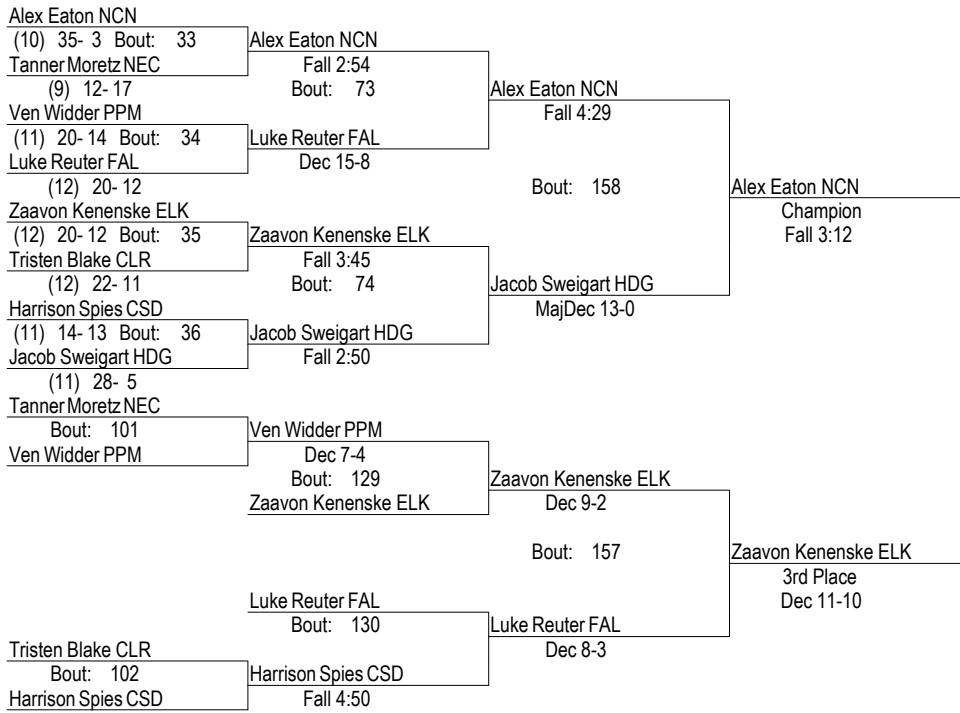 Alex Eaton NCN
(10) 35- 3 Bout: 33
Tanner Moretz NEC
(9) 12- 17
Ven Widder PPM
(11) 20- 14 Bout: 34
Luke Reuter FAL
(12) 20- 12
Zaavon Kenenske ELK
(12) 20- 12 Bout: 35
Tristen Blake CLR
(12) 22- 11
Harrison Spies CSD
(11) 14- 13 Bout: 36
Jacob Sweigart HDG
(11) 28- 5
Alex Eaton NCN
Fall 2:54
Bout: 73
Luke Reuter FAL
Dec 15-8
Zaavon Kenenske ELK
Fall 3:45
Bout: 74
Jacob Sweigart HDG
Fall 2:50
Alex Eaton NCN
Fall 4:29
Bout: 158
Jacob Sweigart HDG
MajDec 13-0
Alex Eaton NCN
Champion
Fall 3:12
Tanner Moretz NEC
Bout: 101
Ven Widder PPM
Tristen Blake CLR
Bout: 102
Harrison Spies CSD
Ven Widder PPM
Dec 7-4
Bout: 129
Zaavon Kenenske ELK
Luke Reuter FAL
Bout: 130
Harrison Spies CSD
Fall 4:50
Zaavon Kenenske ELK
Dec 9-2
Bout: 157
Luke Reuter FAL
Dec 8-3
Zaavon Kenenske ELK
3rd Place
Dec 11-10